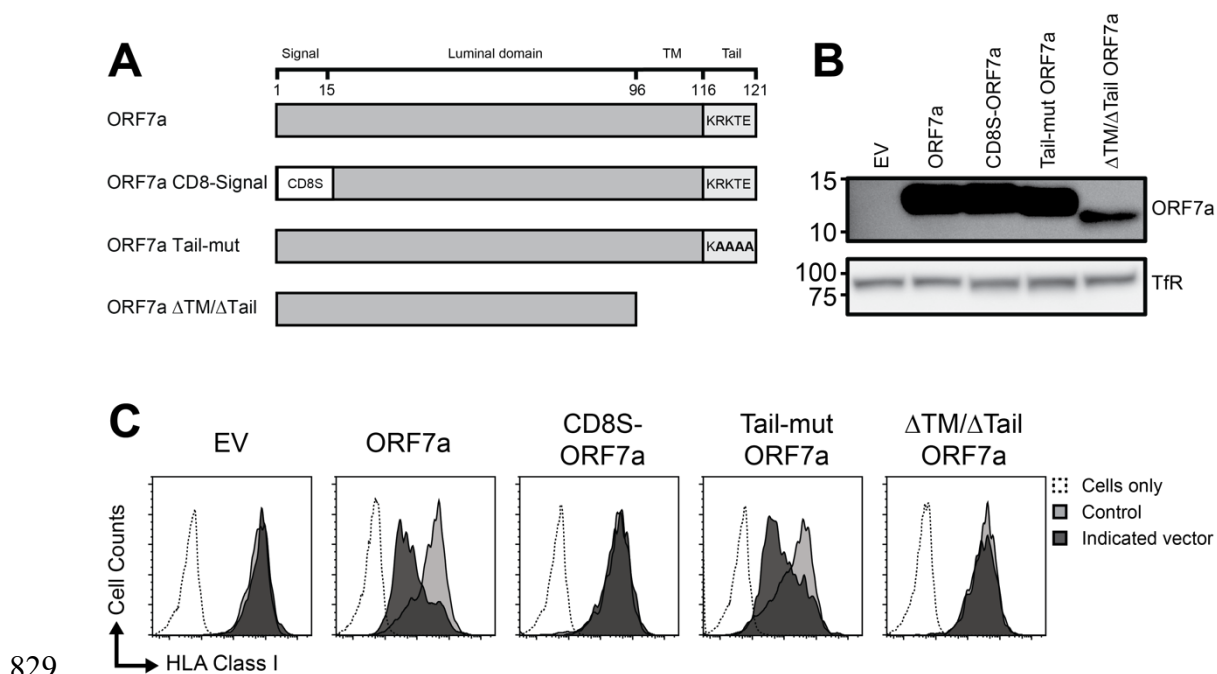 A
Signal Luminal domain TM Tail
1 15 96 116 121
ORF7a KRKTE
ORF7a CD8-Signal CD8S KRKTE
ORF7a Tail-mut KAAAA
ORF7a ΔTM/ΔTail
B
EV ORF7a CD8S-ORF7a Tail-mut ORF7a ΔTM/ΔTail ORF7a
15
10
ORF7a
100
75
TfR
C
EV
ORF7a
CD8S-
ORF7a
Tail-mut
ORF7a
ΔTM/ΔTail
ORF7a
Cell Counts
HLA Class I
Cells only
Control
Indicated vector
829